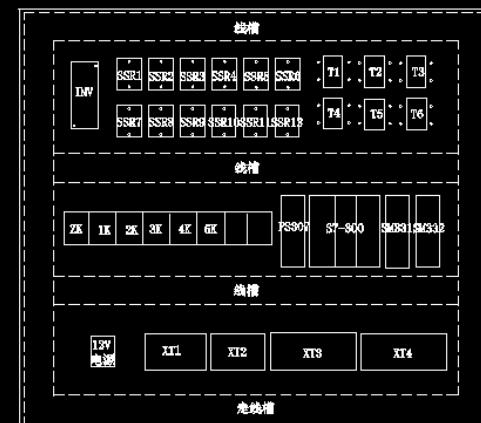 线槽
INV SSR1 SSR2 SSR3 SSR4 SSR5 SSR6 T1 T2 T3
SSR7 SSR8 SSR9 SSR10 SSR11 SSR13 T4 T5 T6
线槽
ZK 1K 2K 3K 4K 5K PS307 S7-300 SM331 SM332
线槽
12V
电源 XT1 XT2 XT3 XT4
走线槽